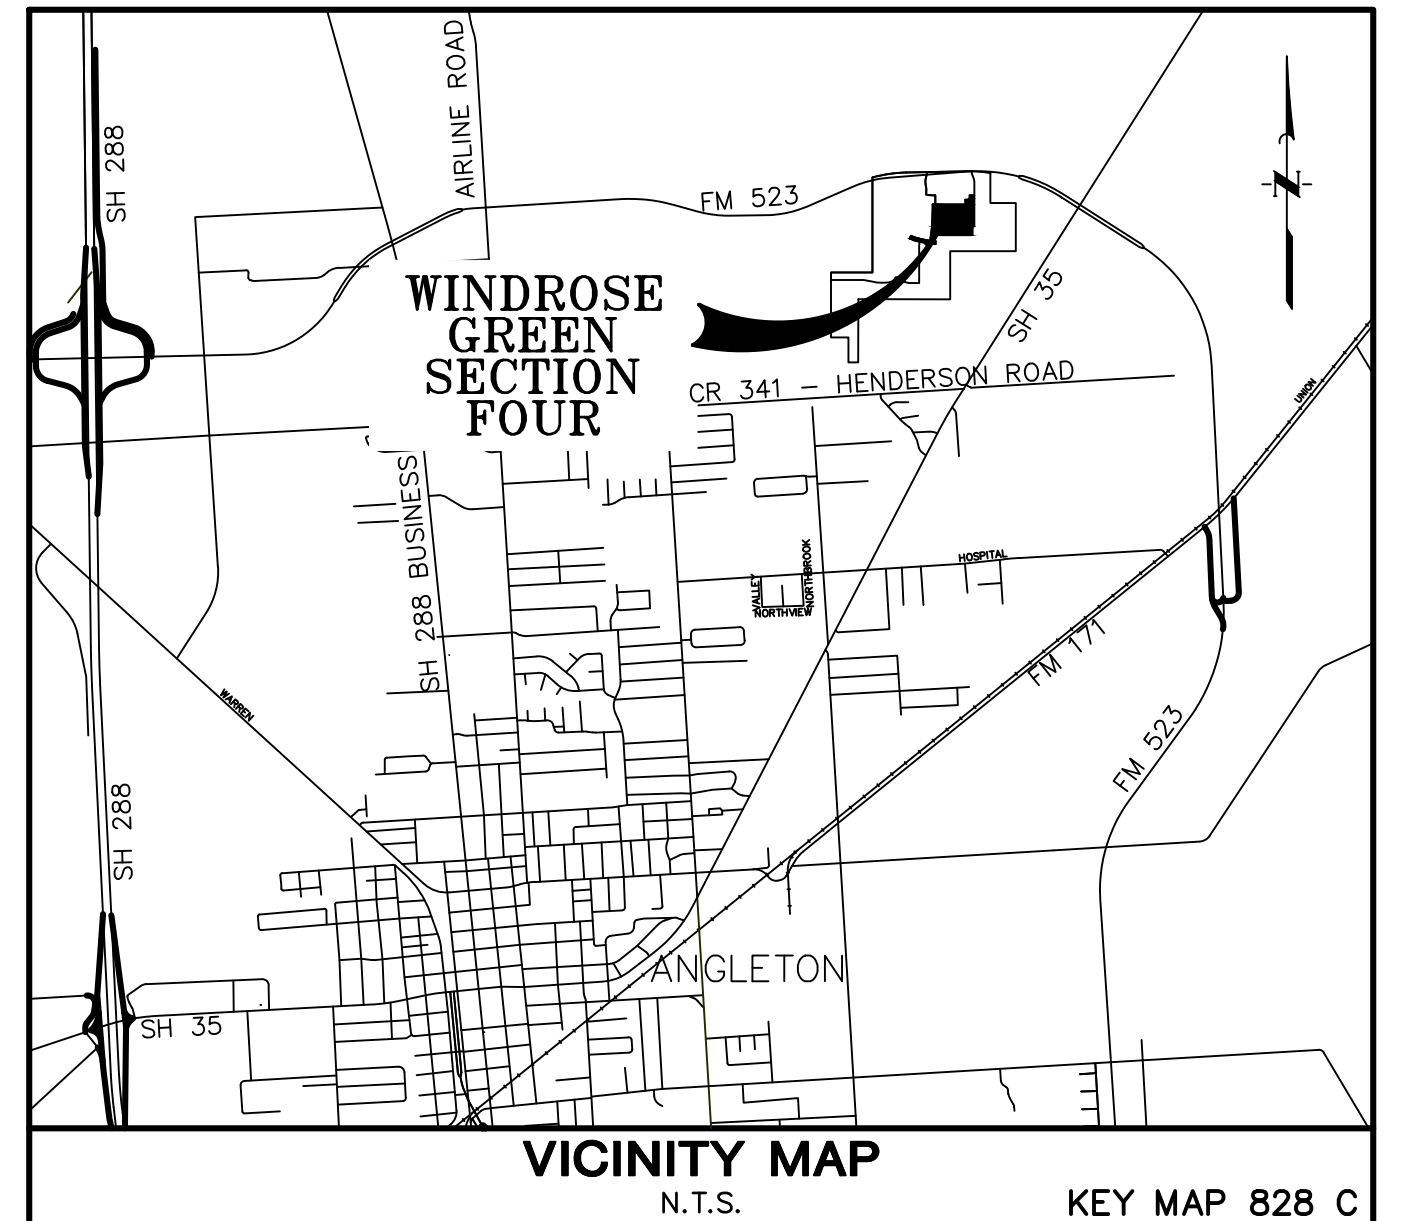 AIRLINE ROAD
SH 288
FM 523
WINDROSE
GREEN
SECTION
FOUR
SH 35
CR 341 - HENDERSON ROAD
UNION
SH 288 BUSINESS
HOSPITAL
VALLEY
NORTHBROOK
NORTHVIEW
FM 171
WARREN
FM 523
SH 288
ANGLETON
SH 35
VICINITY MAP
N.T.S.
KEY MAP 828 C